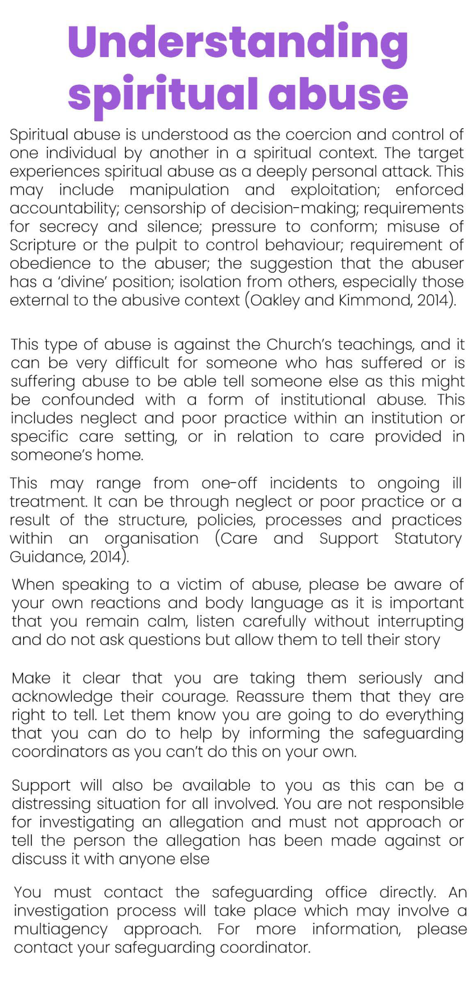 Understanding
spiritual abuse
Spiritual abuse is understood as the coercion and control of
one individual by another in a spiritual context. The target
experiences spiritual abuse as a deeply personal attack. This
may include manipulation and exploitation; enforced
accountability; censorship of decision-making; requirements
for secrecy and silence; pressure to conform; misuse of
Scripture or the pulpit to control behaviour; requirement of
obedience to the abuser; the suggestion that the abuser
has a ‘divine’ position; isolation from others, especially those
external to the abusive context (Oakley and Kimmond, 2014).
This type of abuse is against the Church’s teachings, and it
can be very difficult for someone who has suffered or is
suffering abuse to be able tell someone else as this might
be confounded with a form of institutional abuse. This
includes neglect and poor practice within an institution or
specific care setting, or in relation to care provided in
someone’s home.
This may range from one-off incidents to ongoing ill
treatment. It can be through neglect or poor practice or a
result of the structure, policies, processes and practices
within an organisation (Care and Support Statutory
Guidance, 2014).
When speaking to a victim of abuse, please be aware of
your own reactions and body language as it is important
that you remain calm, listen carefully without interrupting
and do not ask questions but allow them to tell their story
Make it clear that you are taking them seriously and
acknowledge their courage. Reassure them that they are
right to tell. Let them know you are going to do everything
that you can do to help by informing the safeguarding
coordinators as you can’t do this on your own.
Support will also be available to you as this can be a
distressing situation for all involved. You are not responsible
for investigating an allegation and must not approach or
tell the person the allegation has been made against or
discuss it with anyone else
You must contact the safeguarding office directly. An
investigation process will take place which may involve a
multiagency approach. For more information, please
contact your safeguarding coordinator.